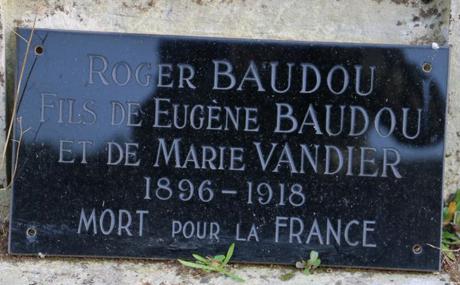 ROGER BAUDOU
FILS DE EUGÈNE BAUDOU
ET DE MARIE VANDIER
1896 - 1918
MORT POUR LA FRANCE